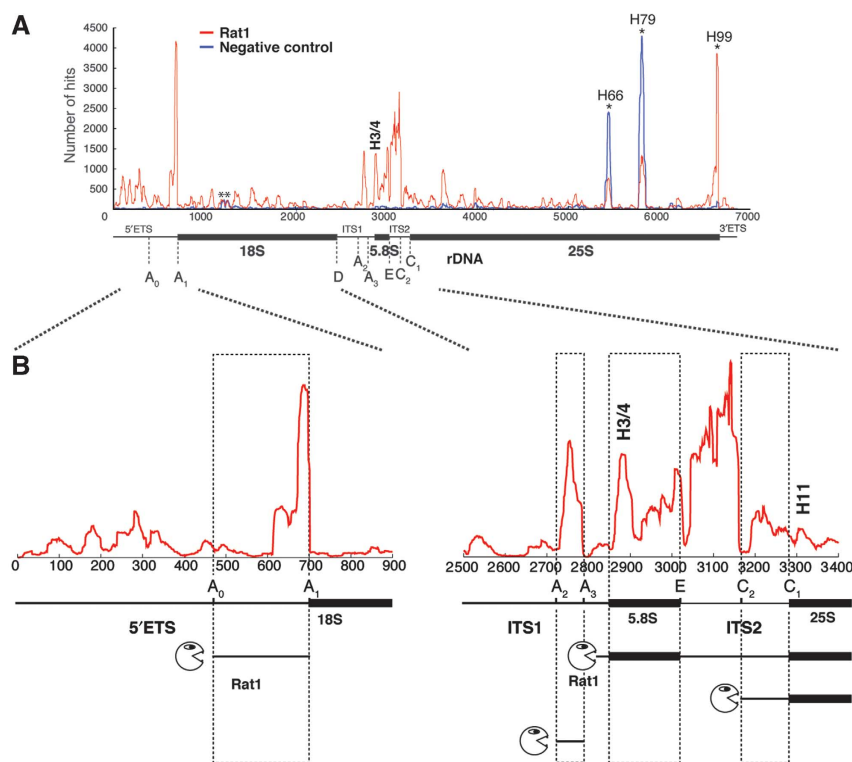 A
Number of hits
4500
4000
3500
3000
2500
2000
1500
1000
500
Rat1
Negative control
**
H3/4
H66
*
H79
*
H99
*
0 1000 2000 3000 4000 5000 6000 7000
5′ETS ITS1 ITS2 3′ETS
18S 5.8S rDNA 25S
A0 A1 D A2 A3 E C2 C1
B
H3/4
H11
0 100 200 300 400 500 600 700 800 900
2500 2600 2700 2800 2900 3000 3100 3200 3300 3400
A0 A1
A2 A3 E C2 C1
5′ETS 18S
ITS1 5.8S ITS2 25S
Rat1
Rat1